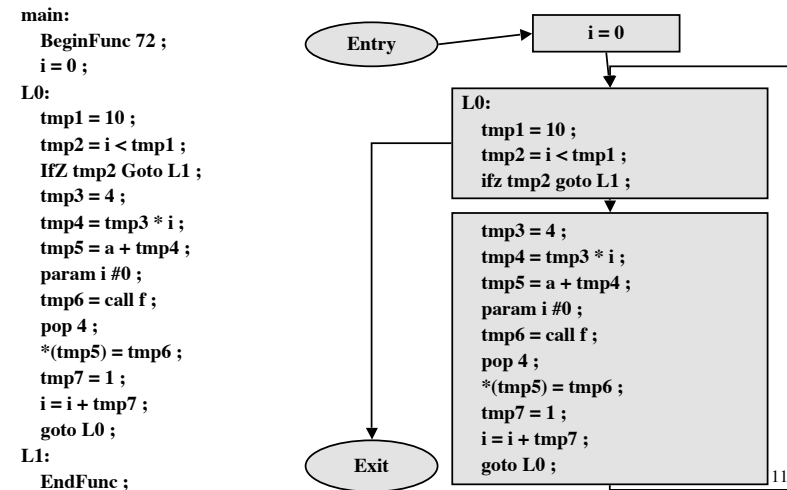 main:
BeginFunc 72 ;
i = 0 ;
L0:
tmp1 = 10 ;
tmp2 = i < tmp1 ;
IfZ tmp2 Goto L1 ;
tmp3 = 4 ;
tmp4 = tmp3 * i ;
tmp5 = a + tmp4 ;
param i #0 ;
tmp6 = call f ;
pop 4 ;
*(tmp5) = tmp6 ;
tmp7 = 1 ;
i = i + tmp7 ;
goto L0 ;
L1:
EndFunc ;
Entry
i = 0
L0:
tmp1 = 10 ;
tmp2 = i < tmp1 ;
ifz tmp2 goto L1 ;
tmp3 = 4 ;
tmp4 = tmp3 * i ;
tmp5 = a + tmp4 ;
param i #0 ;
tmp6 = call f ;
pop 4 ;
*(tmp5) = tmp6 ;
tmp7 = 1 ;
i = i + tmp7 ;
goto L0 ;
Exit
11